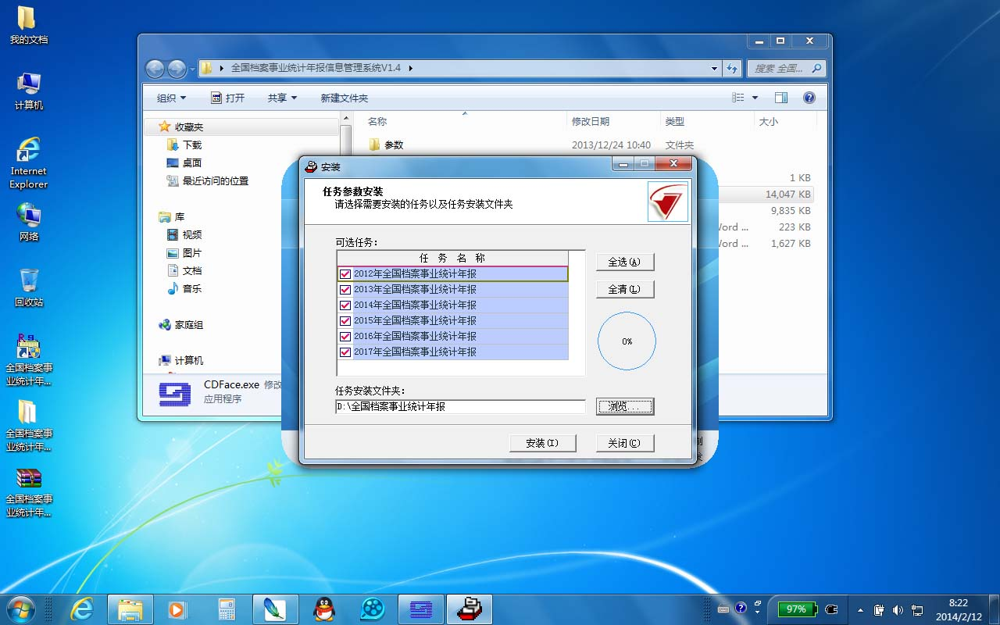 我的文档
计算机
Internet
Explorer
网络
回收站
全国档案事
业统计年...
全国档案事
业统计年...
全国档案事
业统计年...
全国档案事业统计年报信息管理系统V1.4
搜索 全国...
组织
打开
共享
新建文件夹
收藏夹
下载
桌面
最近访问的位置
库
视频
图片
文档
音乐
家庭组
计算机
名称
修改日期
类型
大小
参数
2013/12/24 10:40
文件夹
1 KB
14,047 KB
9,835 KB
Word ...
223 KB
Word ...
1,627 KB
CDFace.exe 修改
应用程序
安装
任务参数安装
请选择需要安装的任务以及任务安装文件夹
可选任务:
任 务 名 称
2012年全国档案事业统计年报
2013年全国档案事业统计年报
2014年全国档案事业统计年报
2015年全国档案事业统计年报
2016年全国档案事业统计年报
2017年全国档案事业统计年报
全选(A)
全清(L)
0%
任务安装文件夹:
D:\全国档案事业统计年报
浏览...
安装(I)
关闭(C)
97%
8:22
2014/2/12